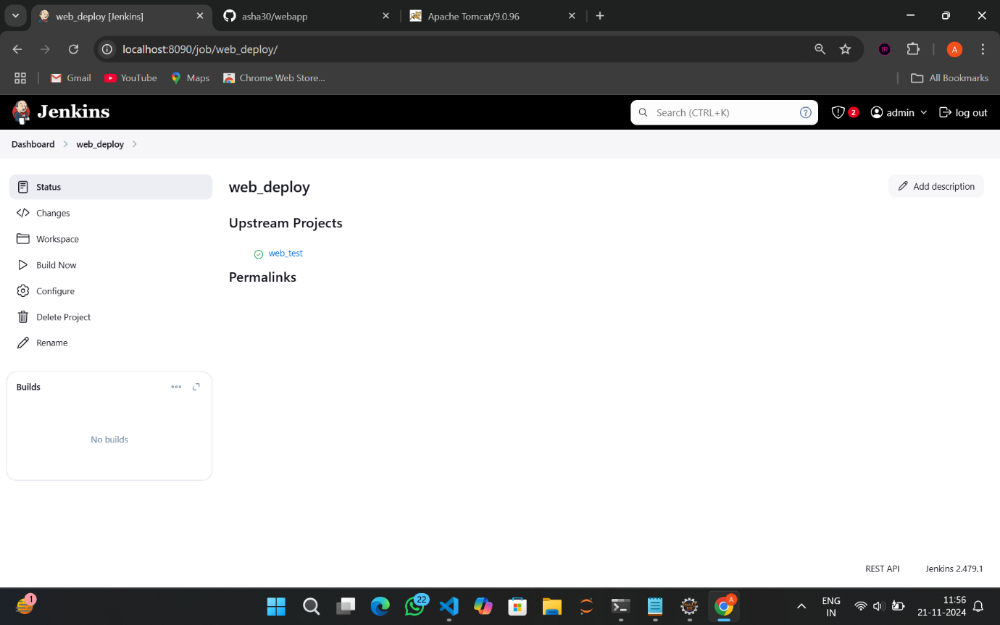 web_deploy [Jenkins]
asha30/webapp
Apache Tomcat/9.0.96
localhost:8090/job/web_deploy/
BR
A
Gmail
YouTube
Maps
Chrome Web Store...
All Bookmarks
Jenkins
Search (CTRL+K)
?
2
admin
log out
Dashboard
web_deploy
Status
Changes
Workspace
Build Now
Configure
Delete Project
Rename
Builds
No builds
web_deploy
Add description
Upstream Projects
web_test
Permalinks
REST API
Jenkins 2.479.1
1
22
A
ENG
IN
11:56
21-11-2024